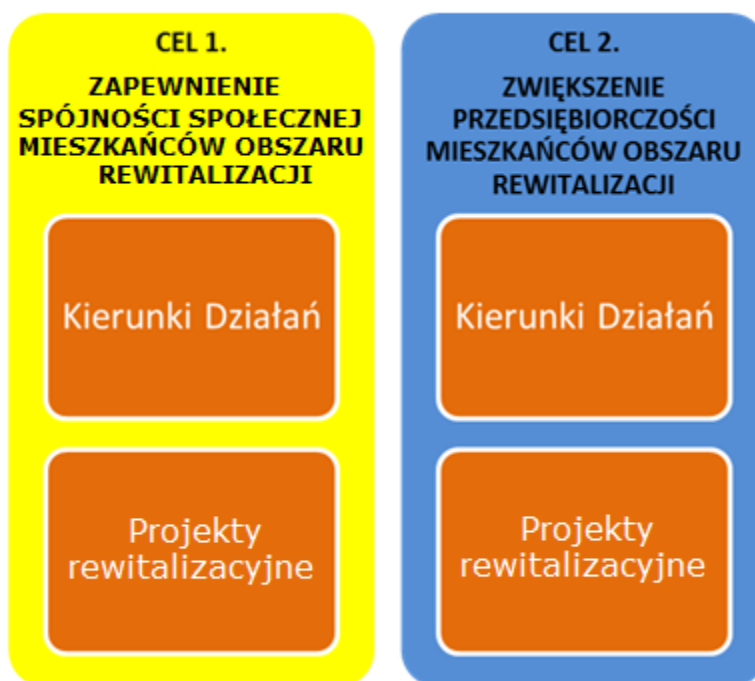 CEL 1.
ZAPEWNIENIE
SPÓJNOŚCI SPOŁECZNEJ
MIESZKAŃCÓW OBSZARU
REWITALIZACJI
Kierunki Działań
Projekty
rewitalizacyjne
CEL 2.
ZWIĘKSZENIE
PRZEDSIĘBIORCZOŚCI
MIESZKAŃCÓW OBSZARU
REWITALIZACJI
Kierunki Działań
Projekty
rewitalizacyjne